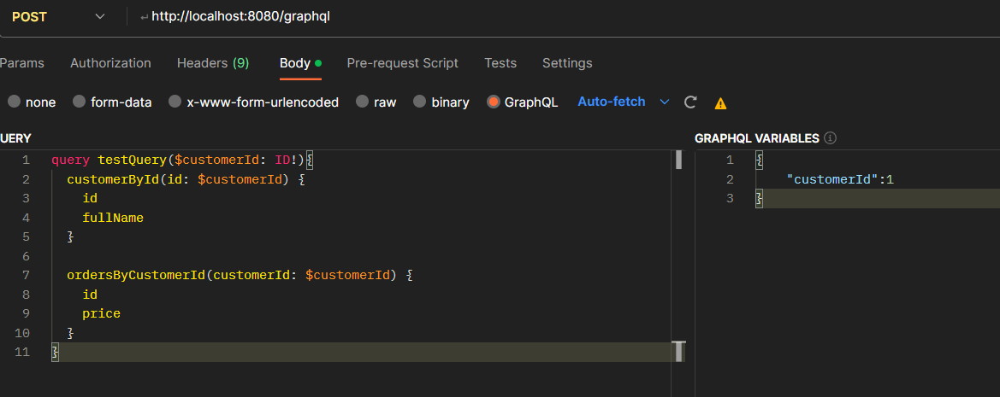 POST ↵ http://localhost:8080/graphql
Params Authorization Headers (9) Body Pre-request Script Tests Settings
none form-data x-www-form-urlencoded raw binary GraphQL Auto-fetch
UERY GRAPHQL VARIABLES
1 query testQuery($customerId: ID!){
2 customerById(id: $customerId) {
3 id
4 fullName
5 }
6
7 ordersByCustomerId(customerId: $customerId) {
8 id
9 price
10 }
11 }
1 {
2 "customerId":1
3 }